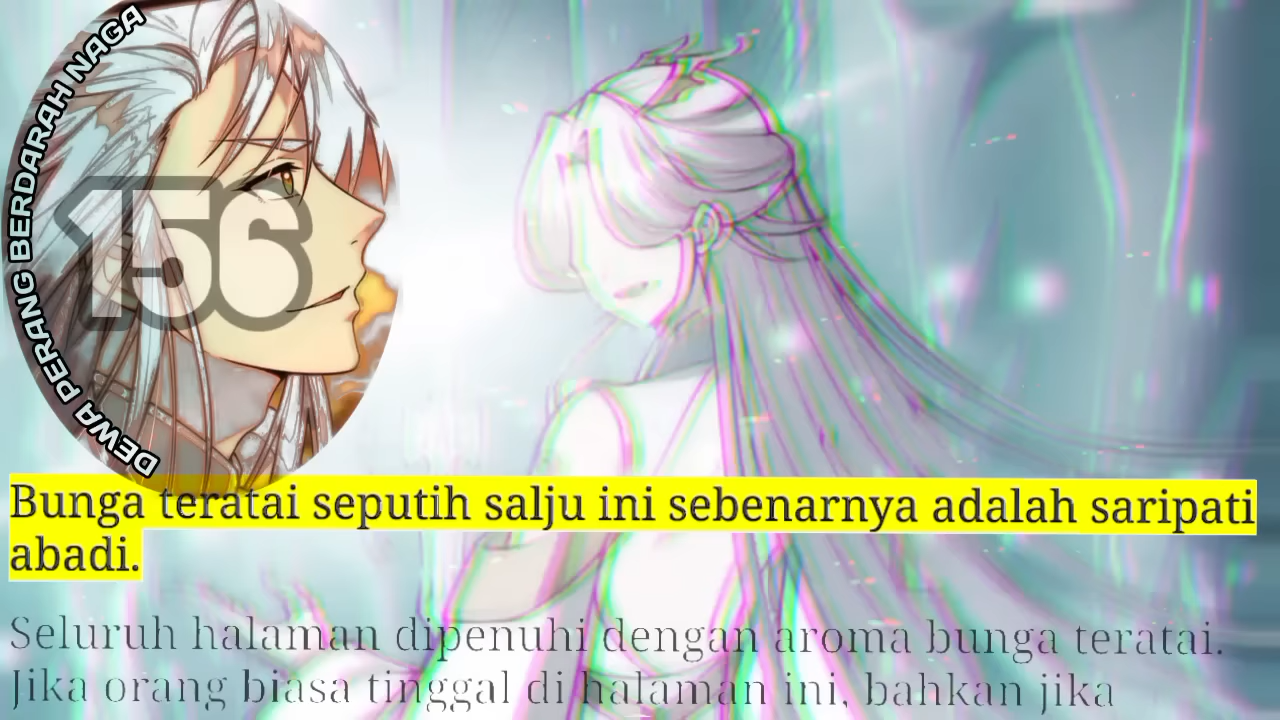 DEWA PERANG BERDARAH NAGA
156
Bunga teratai seputih salju ini sebenarnya adalah saripati
abadi.
Seluruh halaman dipenuhi dengan aroma bunga teratai.
Jika orang biasa tinggal di halaman ini, bahkan jika